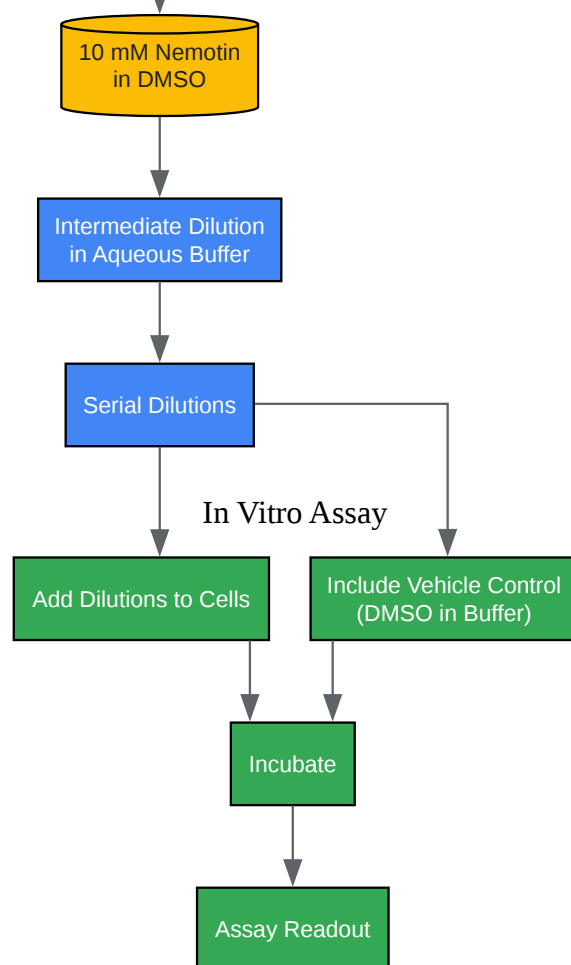 10 mM Nemotin
in DMSO
Intermediate Dilution
in Aqueous Buffer
Serial Dilutions
In Vitro Assay
Add Dilutions to Cells
Include Vehicle Control
(DMSO in Buffer)
Incubate
Assay Readout